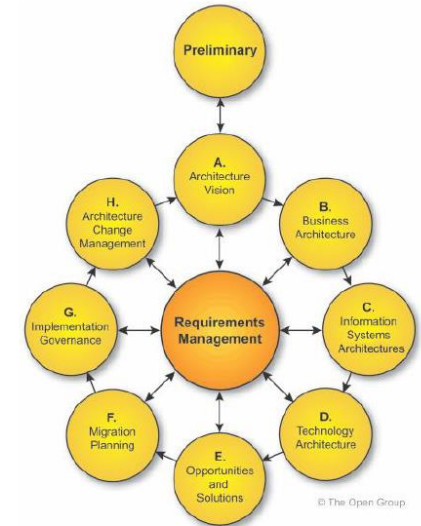 Preliminary
A.
Architecture
Vision
B.
Business
Architecture
C.
Information
Systems
Architectures
D.
Technology
Architecture
E.
Opportunities
and
Solutions
F.
Migration
Planning
G.
Implementation
Governance
H.
Architecture
Change
Management
Requirements
Management
© The Open Group